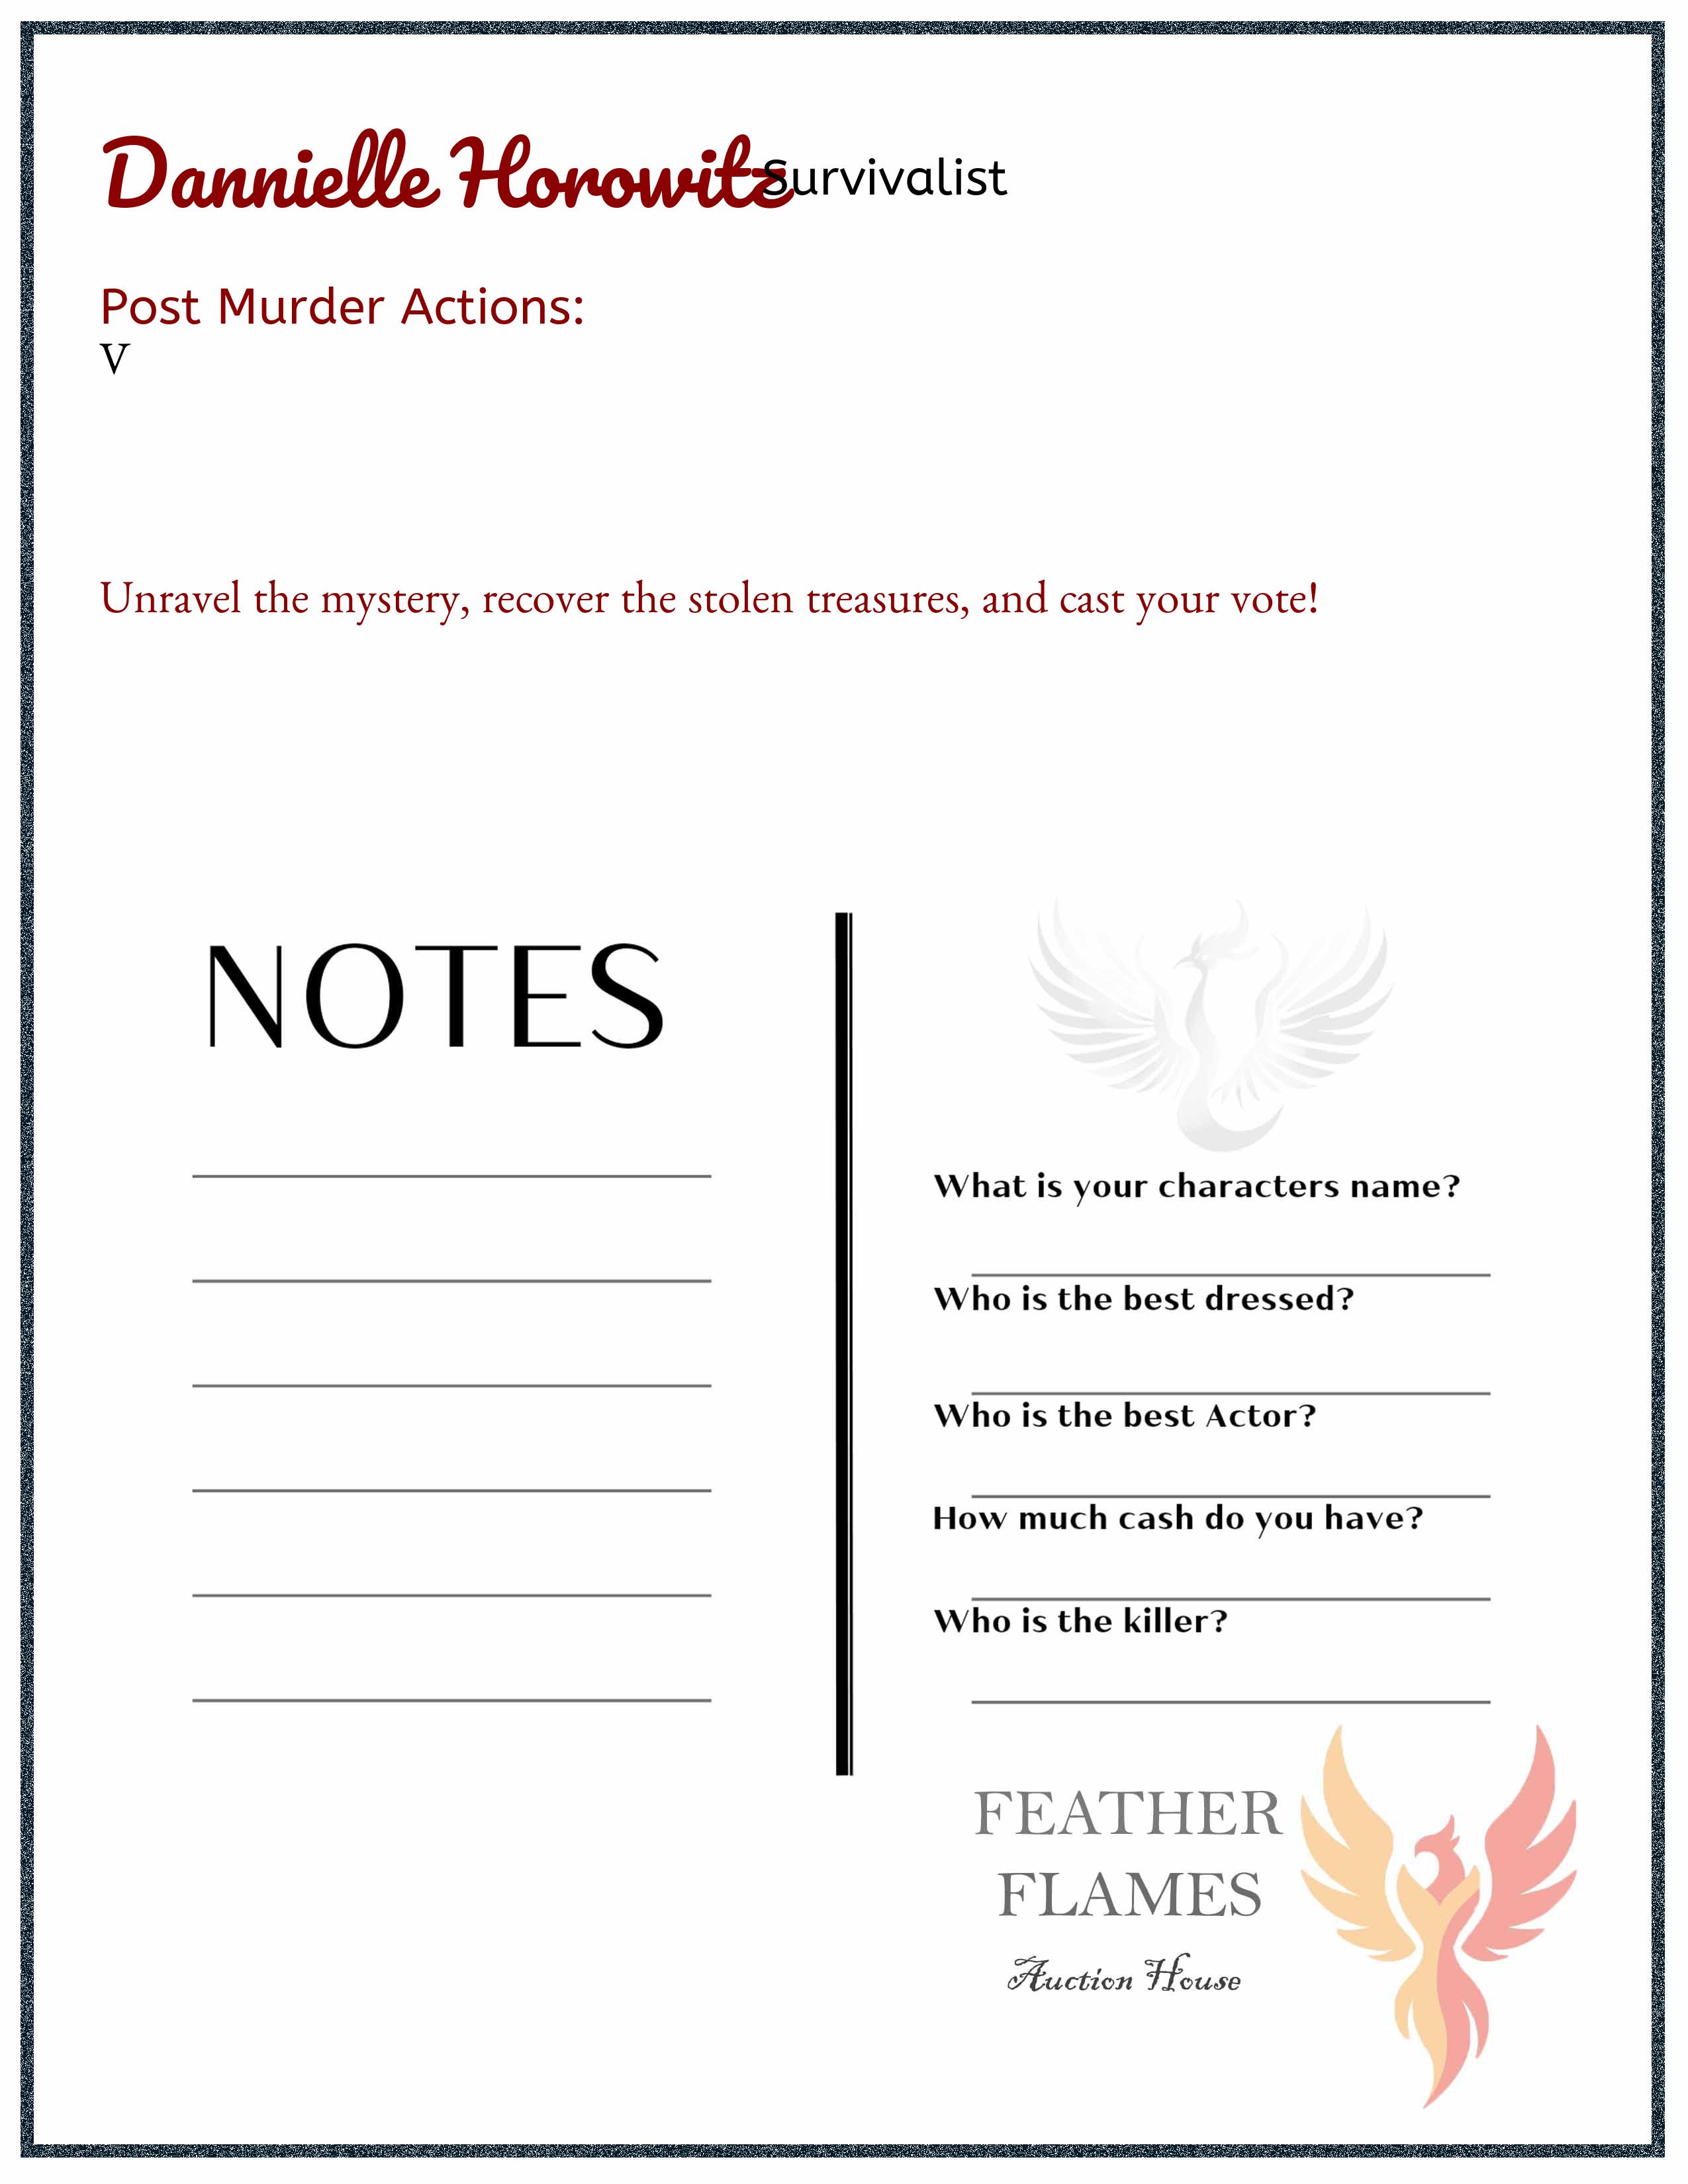 Dannielle Horowitz Survivalist
Post Murder Actions:
V
Unravel the mystery, recover the stolen treasures, and cast your vote!
NOTES
What is your characters name?
Who is the best dressed?
Who is the best Actor?
How much cash do you have?
Who is the killer?
FEATHER
FLAMES
Auction House